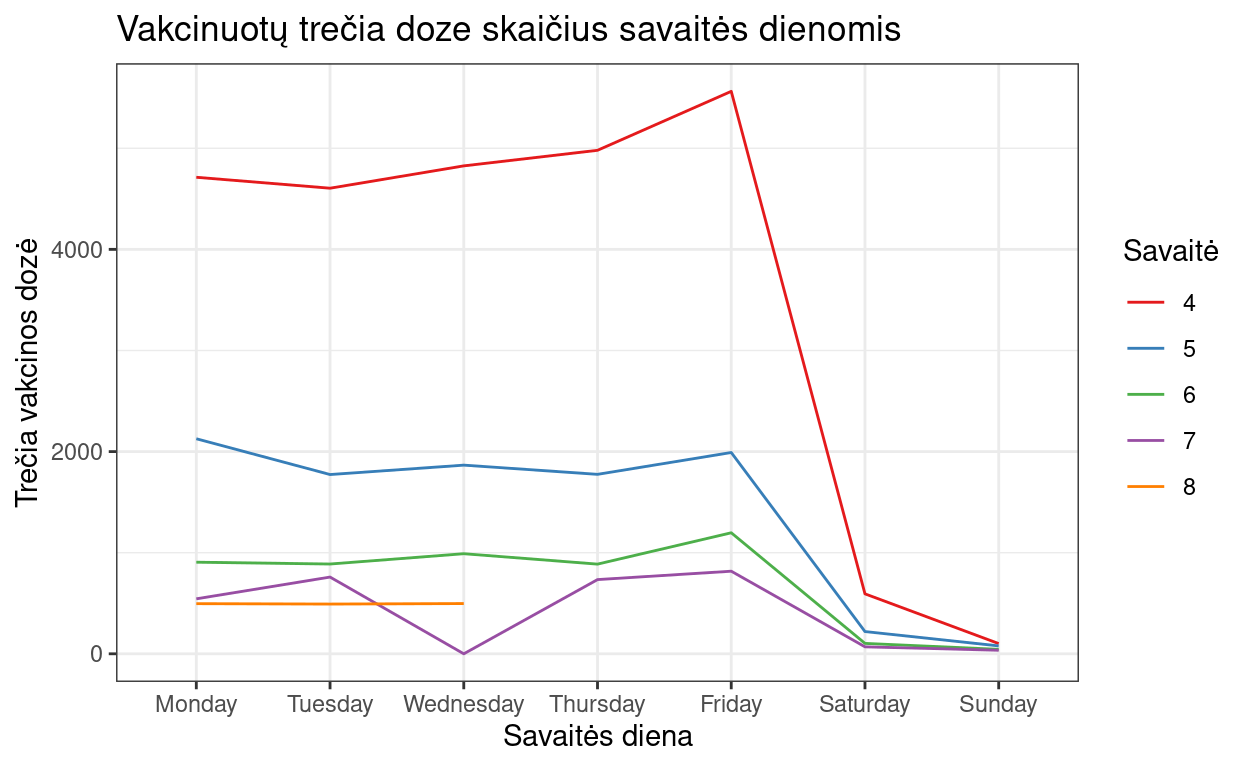 Vakcinuotų trečia doze skaičius savaitės dienomis
Trečia vakcinos dozė
4000
2000
0
Monday
Tuesday
Wednesday
Thursday
Friday
Saturday
Sunday
Savaitės diena
Savaitė
4
5
6
7
8